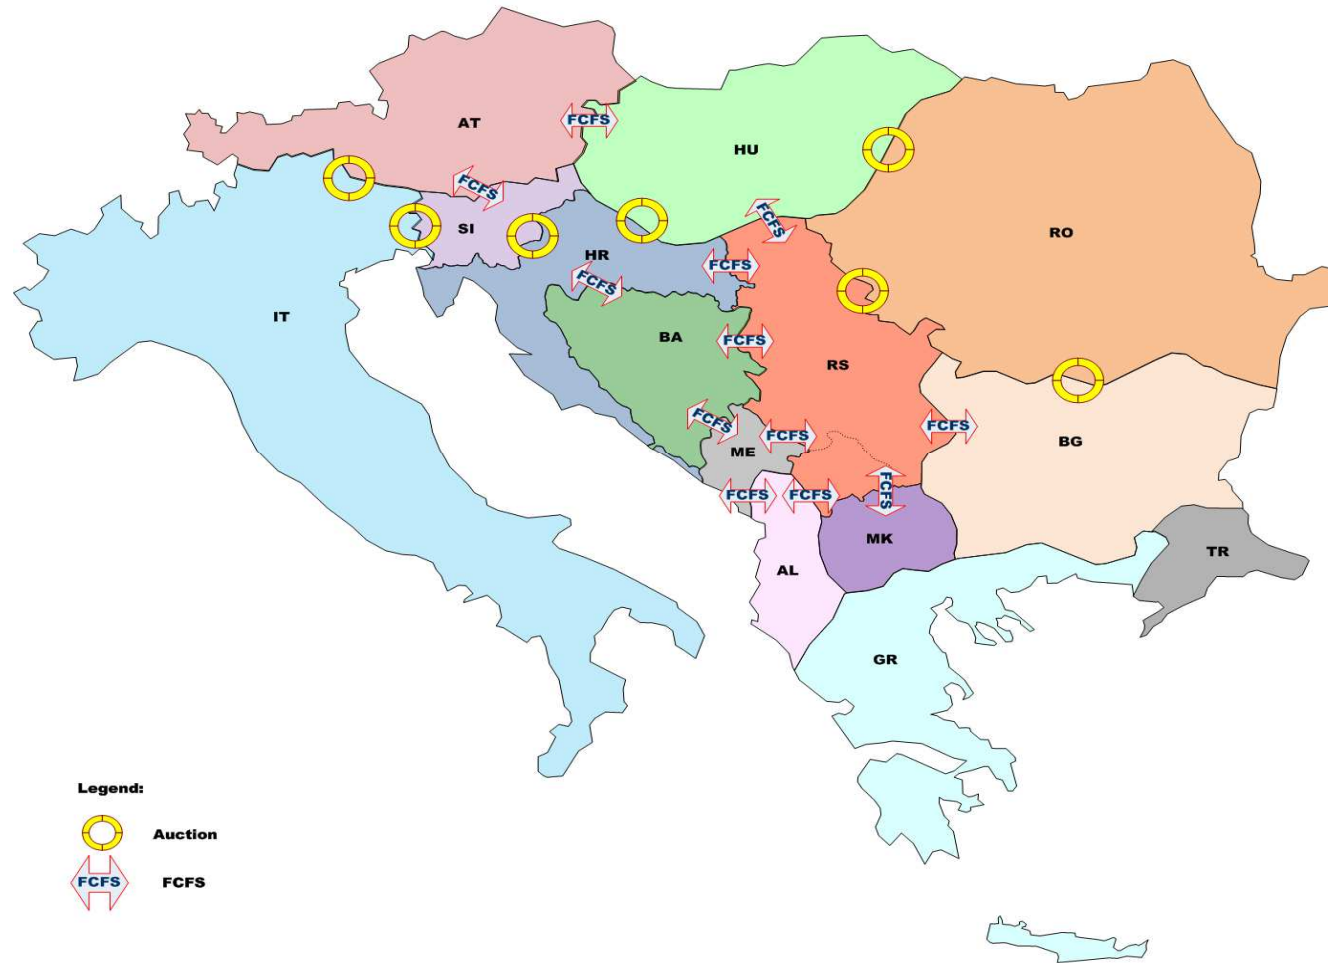 AT
FCFS
HU
FCFS
SI
FCFS
RO
HR
FCFS
FCFS
IT
BA
FCFS
RS
FCFS
FCFS
FCFS
BG
ME
FCFS
FCFS
FCFS
MK
TR
AL
GR
Legend:
Auction
FCFS
FCFS